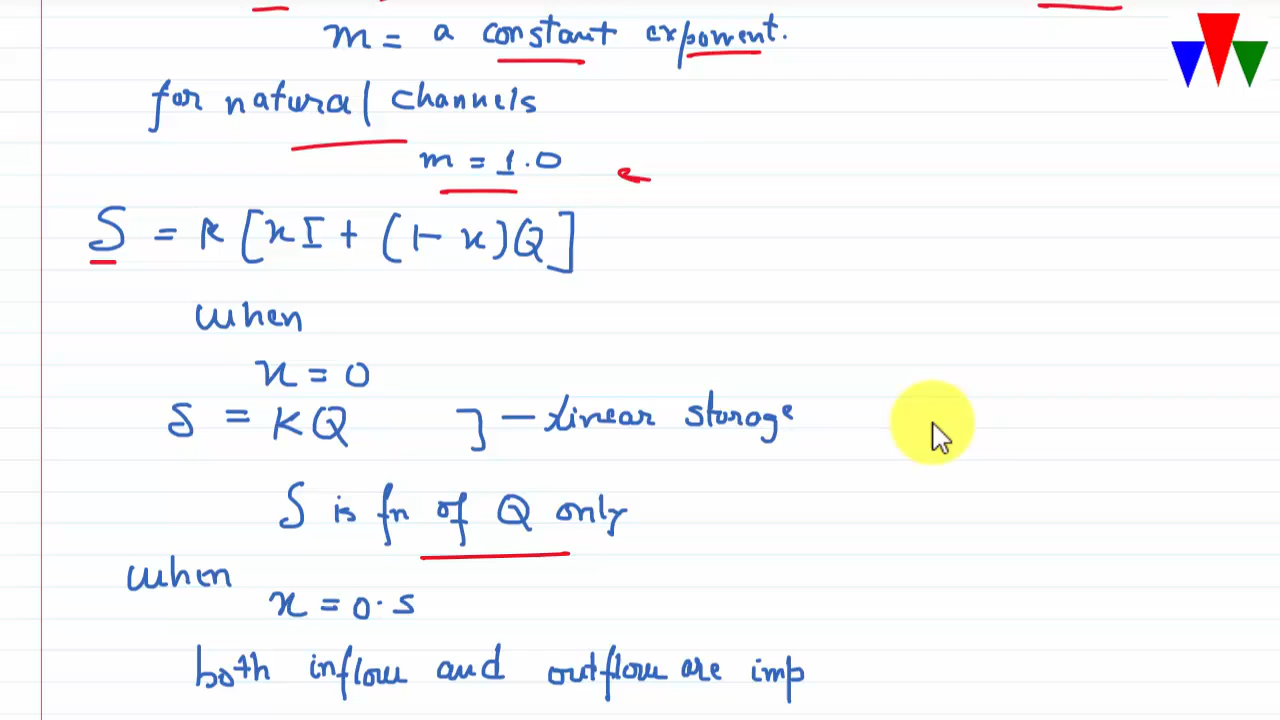 m = a constant exponent.
for natural channels
m = 1.0
S = K [xI + (1- x)Q]
when
x = 0
S = KQ ] - Linear storage
S is fn of Q only
when
x = 0.5
both inflow and outflow are imp